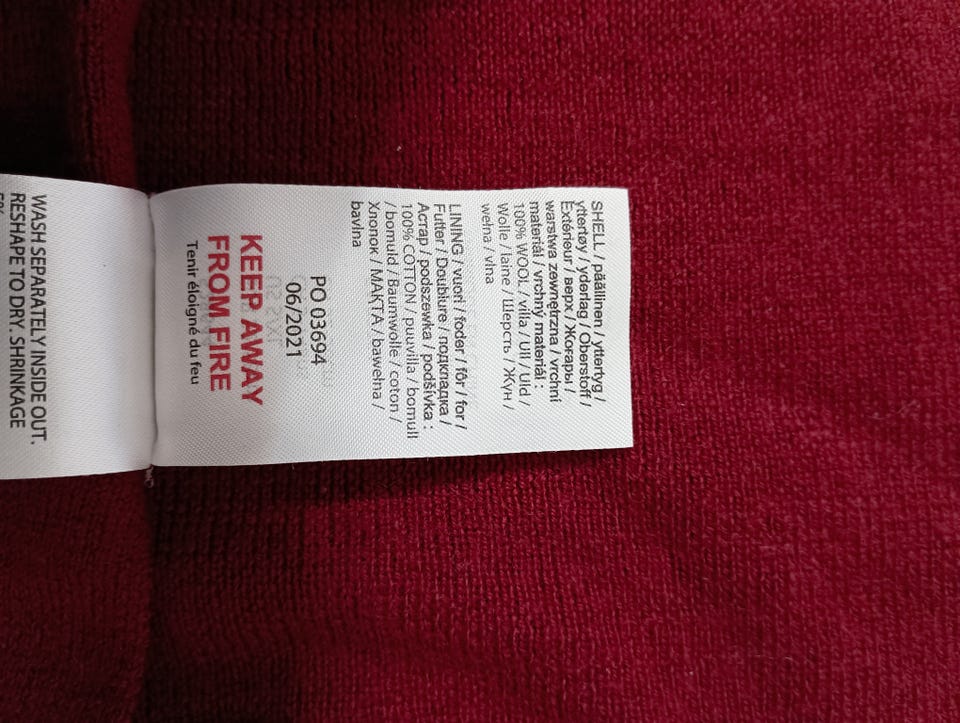 SHELL / päällinen / yttertyg /
yttertøy / yderlag / Oberstoff /
Extérieur / верх / Жоғарғы /
warstwa zewnętrzna / vrchní
materiál / vrchný materiál :
100% WOOL / villa / Ull / Uld /
Wolle / laine / Шерсть / Жүн /
wełna / vlna
LINING / vuori / foder / fôr / for /
Futter / Doublure / подкладка /
Астар / podszewka / podšívka :
100% COTTON / puuvilla / bomull
/ bomuld / Baumwolle / coton /
Хлопок / МАКТА / bawełna /
bavlna
PO 03694
06/2021
KEEP AWAY
FROM FIRE
Tenir éloigné du feu
WASH SEPARATELY INSIDE OUT.
RESHAPE TO DRY. SHRINKAGE